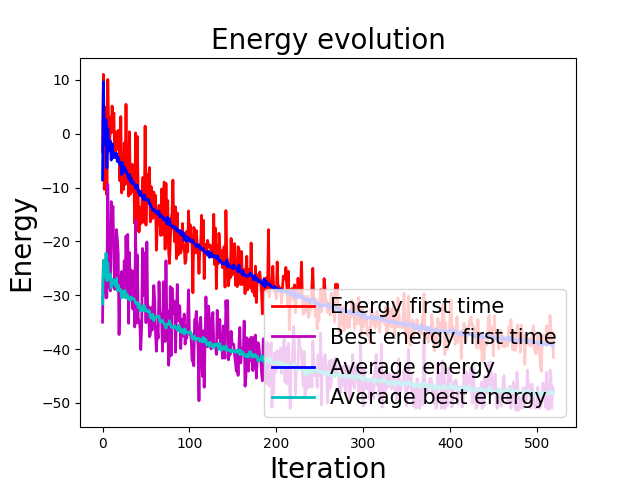 Energy evolution
Energy
10
0
−10
−20
−30
−40
−50
Energy first time
Best energy first time
Average energy
Average best energy
0
100
200
300
400
500
Iteration